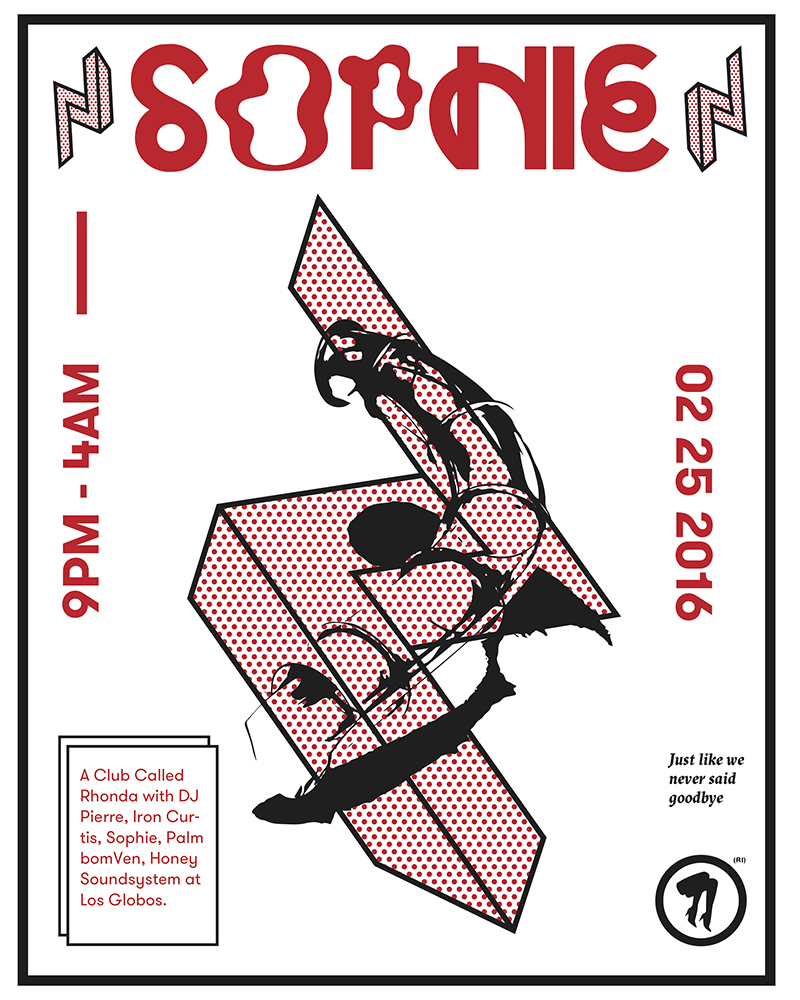 SOPHIE
9PM - 4AM
02 25 2016
A Club Called
Rhonda with DJ
Pierre, Iron Cur-
tis, Sophie, Palm
bomVen, Honey
Soundsystem at
Los Globos.
Just like we
never said
goodbye
(RI)